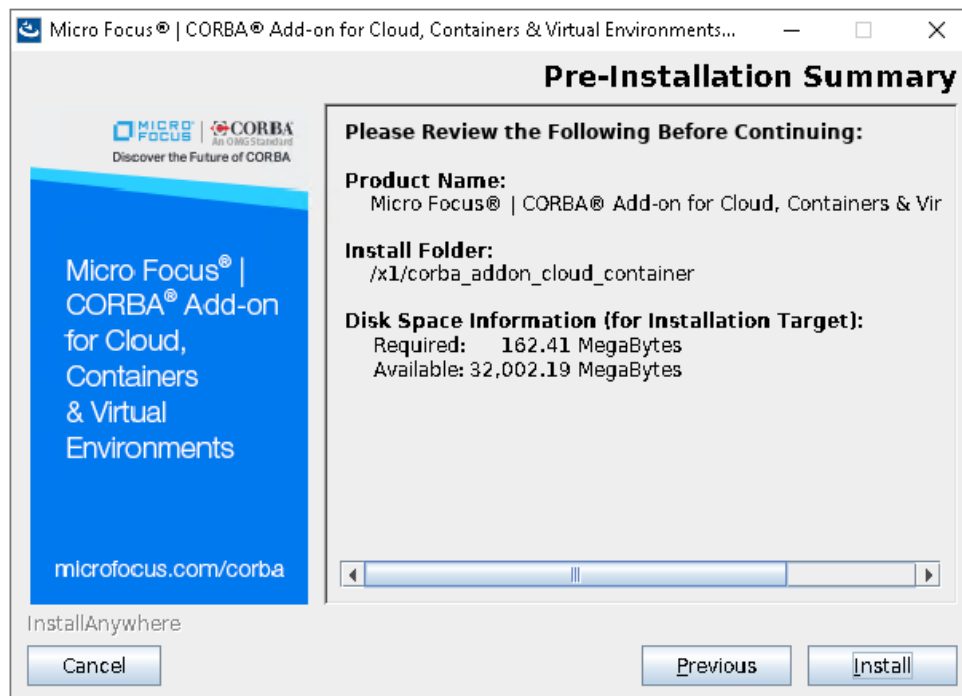 Micro Focus® | CORBA® Add-on for Cloud, Containers & Virtual Environments...
Pre-Installation Summary
MICRO FOCUS | CORBA
An OMG Standard
Discover the Future of CORBA
Micro Focus® |
CORBA® Add-on
for Cloud,
Containers
& Virtual
Environments
microfocus.com/corba
Please Review the Following Before Continuing:
Product Name:
Micro Focus® | CORBA® Add-on for Cloud, Containers & Vir
Install Folder:
/x1/corba_addon_cloud_container
Disk Space Information (for Installation Target):
Required: 162.41 MegaBytes
Available: 32,002.19 MegaBytes
InstallAnywhere
Cancel
Previous
Install